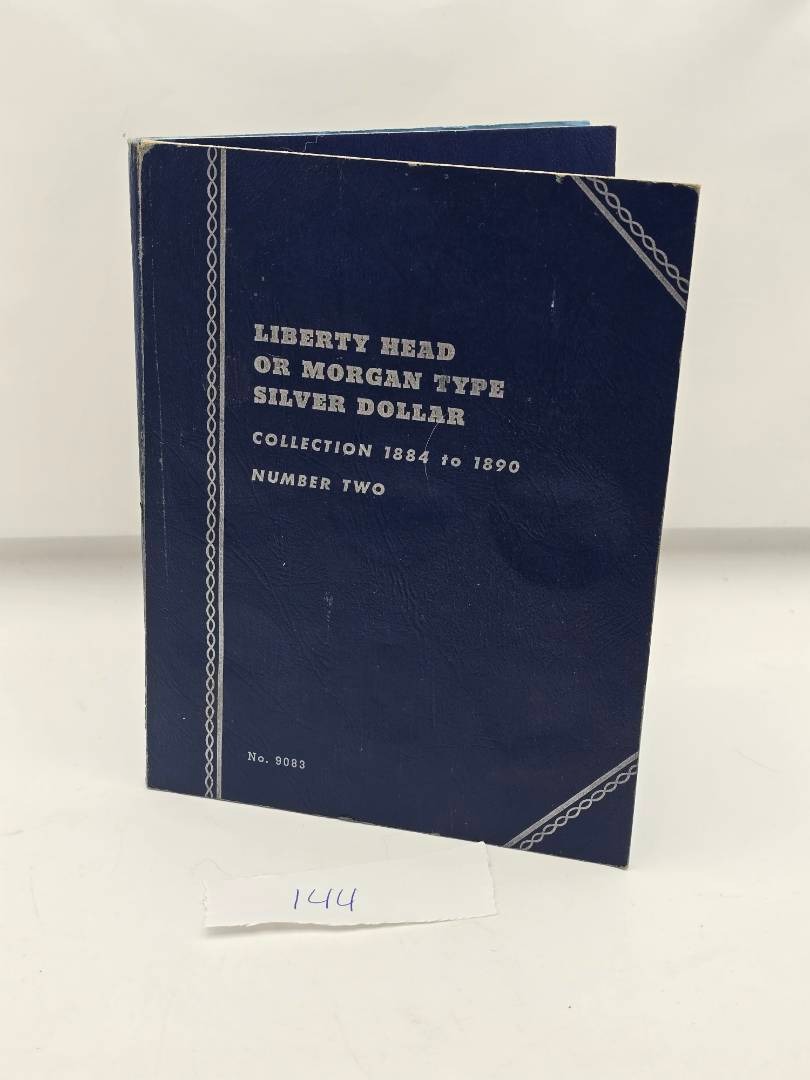 LIBERTY HEAD
OR MORGAN TYPE
SILVER DOLLAR
COLLECTION 1884 to 1890
NUMBER TWO
No. 9083
144